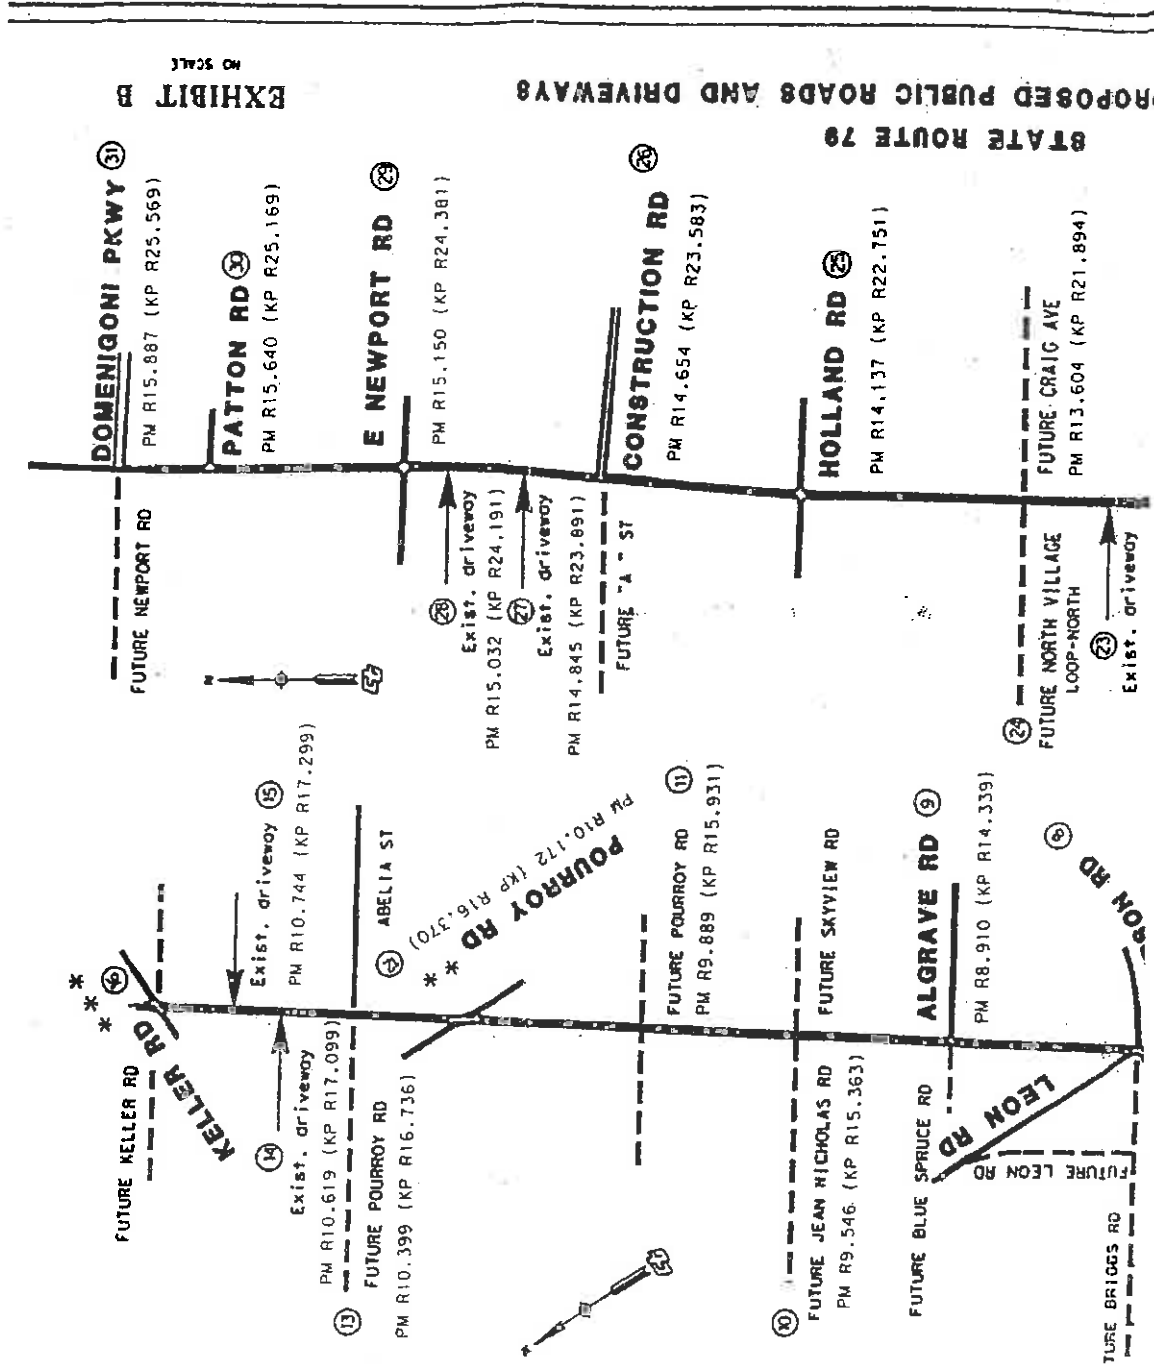 EXHIBIT B
NO SCALE
PROPOSED PUBLIC ROADS AND DRIVEWAYS
STATE ROUTE 79
DOMENIGONI PKWY 31
PM R15.887 (KP R25.569)
FUTURE NEWPORT RD
PATTON RD 30
PM R15.640 (KP R25.169)
E NEWPORT RD 29
PM R15.150 (KP R24.381)
28
Exist. driveway
PM R15.032 (KP R24.191)
27
Exist. driveway
PM R14.845 (KP R23.891)
CONSTRUCTION RD 26
PM R14.654 (KP R23.583)
FUTURE "A" ST
HOLLAND RD 25
PM R14.137 (KP R22.751)
24
FUTURE NORTH VILLAGE
LOOP-NORTH
FUTURE CRAIG AVE
PM R13.604 (KP R21.894)
23
Exist. driveway
N
* * *
16
FUTURE KELLER RD
KELLER RD
Exist. driveway 15
PM R10.744 (KP R17.299)
14
Exist. driveway
PM R10.619 (KP R17.099)
13
FUTURE POURROY RD
PM R10.399 (KP R16.736)
ABELIA ST
12
* * POURROY RD
PM R10.172 (KP R16.370)
FUTURE POURROY RD 11
PM R9.889 (KP R15.931)
10
FUTURE JEAN NICHOLAS RD
PM R9.546 (KP R15.363)
FUTURE SKYVIEW RD
ALGRAVE RD 9
PM R8.910 (KP R14.339)
FUTURE BLUE SPRUCE RD
LEON RD
FUTURE LEON RD
8
RON RD
TURE BRIGGS RD